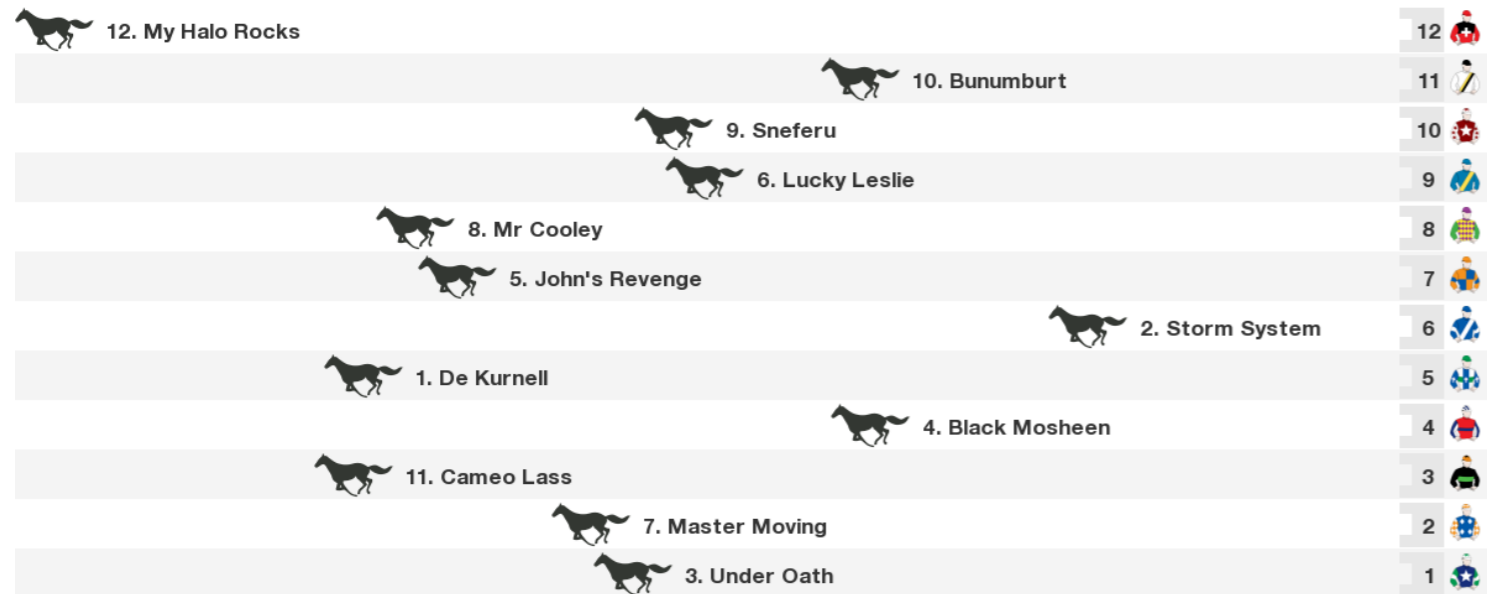 12. My Halo Rocks 12
10. Bunumburt 11
9. Sneferu 10
6. Lucky Leslie 9
8. Mr Cooley 8
5. John's Revenge 7
2. Storm System 6
1. De Kurnell 5
4. Black Mosheen 4
11. Cameo Lass 3
7. Master Moving 2
3. Under Oath 1